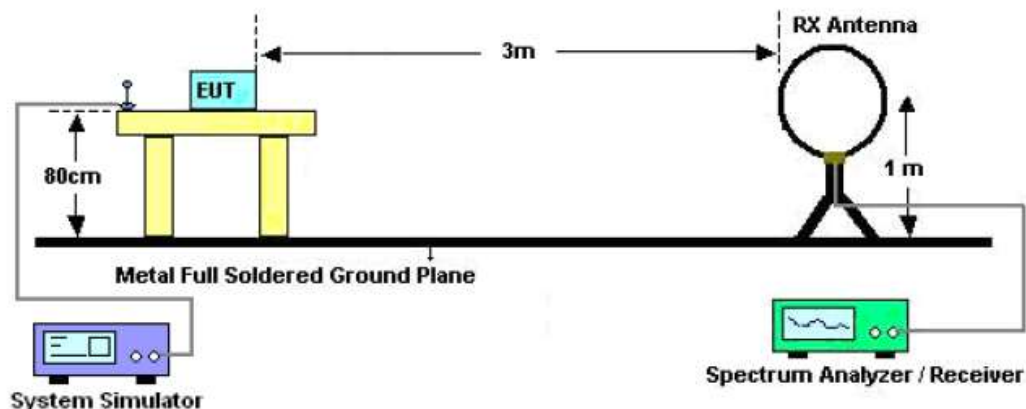 RX Antenna
3m
EUT
80cm
1 m
Metal Full Soldered Ground Plane
System Simulator
Spectrum Analyzer / Receiver